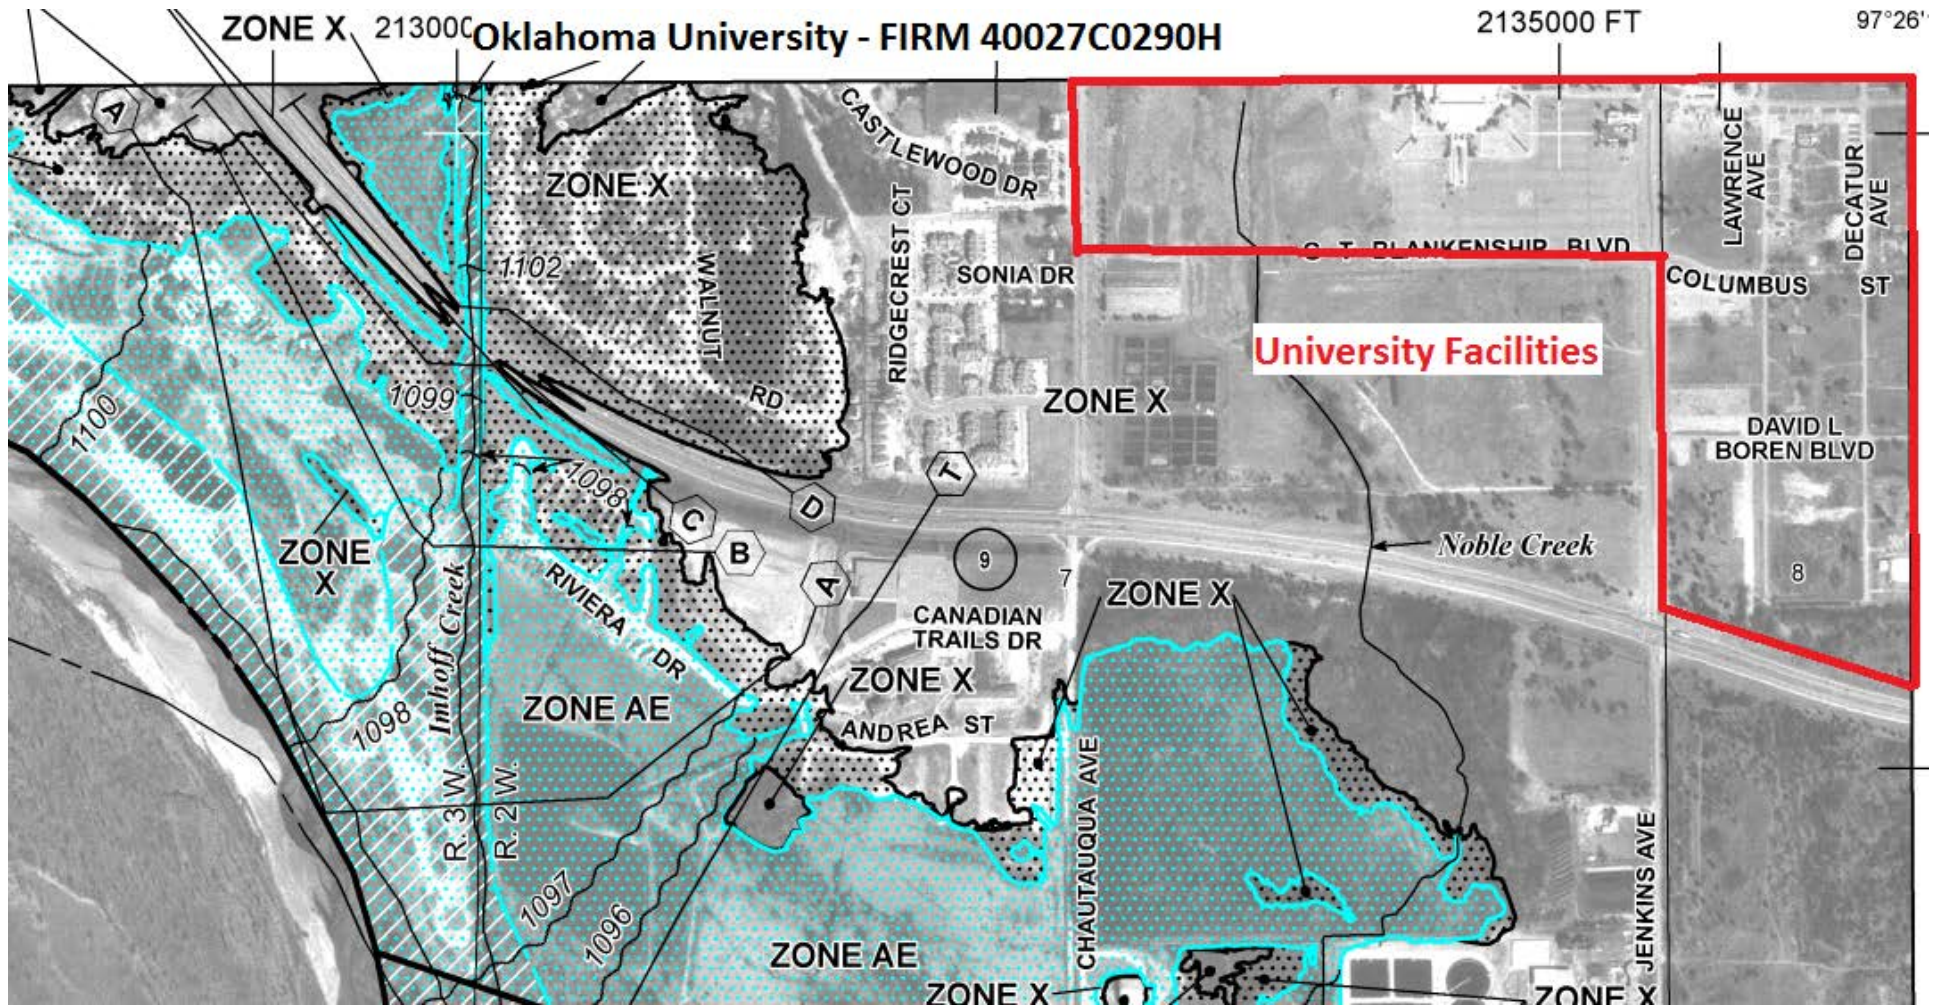 ZONE X
213000
Oklahoma University - FIRM 40027C0290H
2135000 FT
97°26'
A
CASTLEWOOD DR
LAWRENCE
AVE
DECATUR
AVE
ZONE X
RIDGECREST CT
WALNUT
RD
1102
SONIA DR
BLANKENSHIP BLVD
COLUMBUS ST
University Facilities
1100
1099
ZONE X
DAVID L
BOREN BLVD
1098
T
D
C
B
A
ZONE
X
Imhoff Creek
RIVIERA DR
9
7
Noble Creek
8
ZONE X
CANADIAN
TRAILS DR
ZONE X
ZONE AE
ANDREA ST
1098
R. 3 W.
R. 2 W.
CHAUTAUQUA AVE
JENKINS AVE
1097
1096
ZONE AE
ZONE X
ZONE X